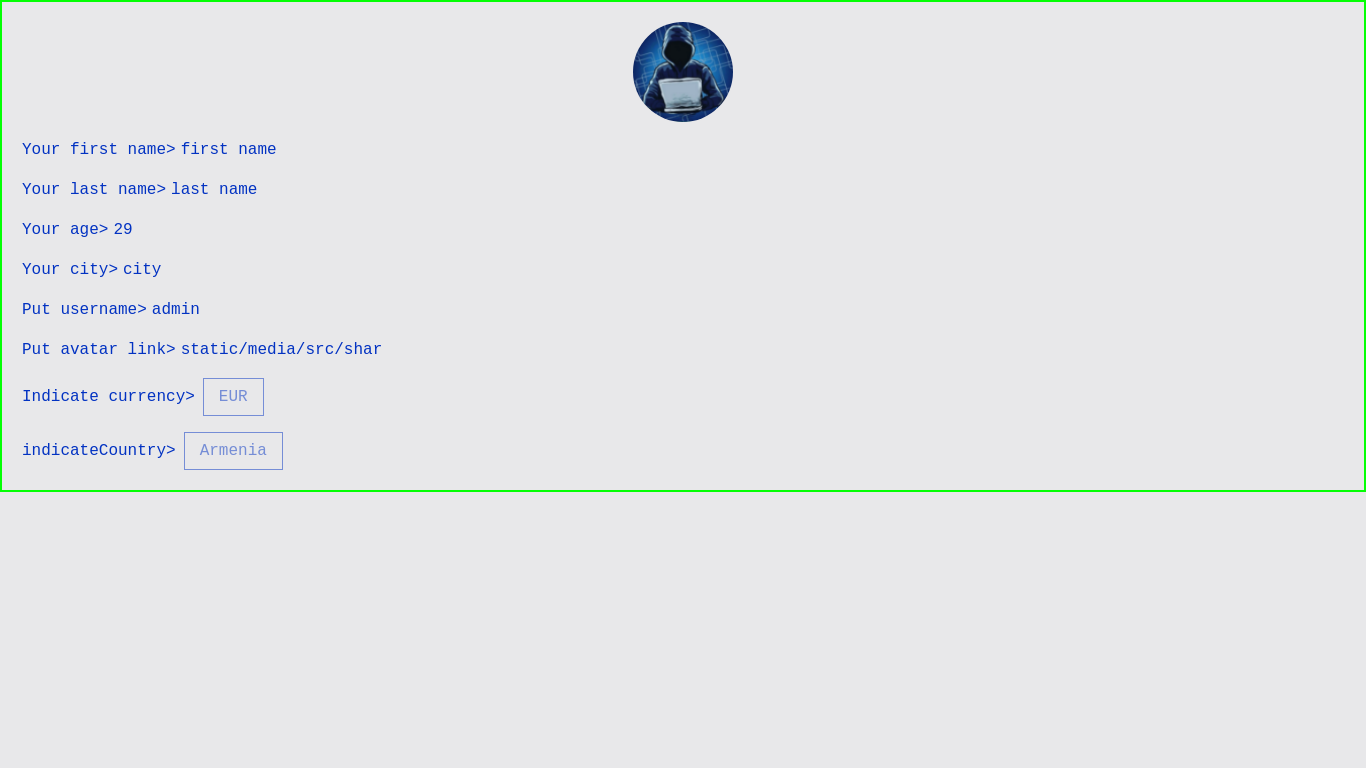 Your first name> first name
Your last name> last name
Your age> 29
Your city> city
Put username> admin
Put avatar link> static/media/src/shar
Indicate currency> EUR
indicateCountry> Armenia